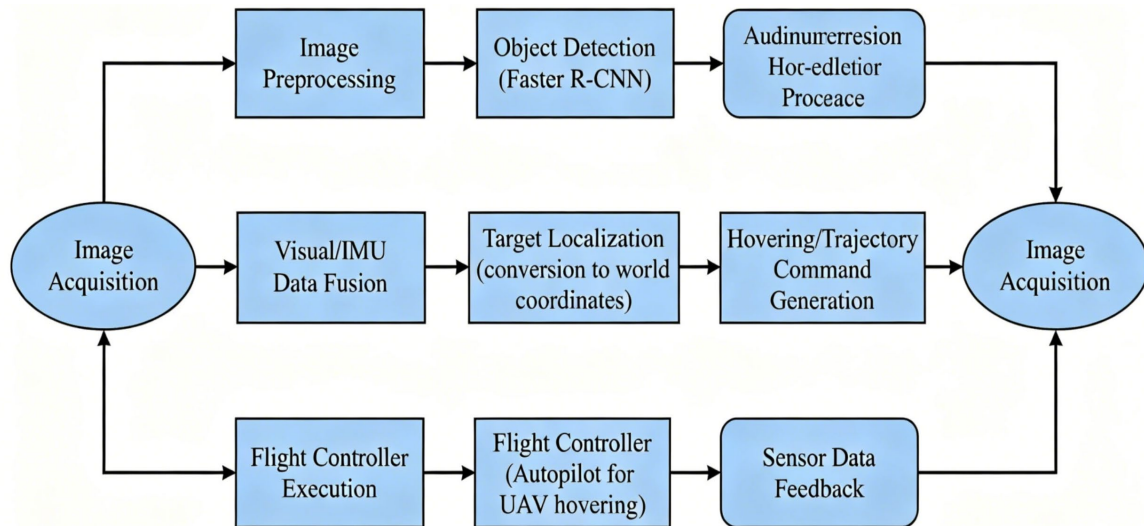 Image
Preprocessing
Object Detection
(Faster R-CNN)
Proceace
Image
Acquisition
Visual/IMU
Data Fusion
Target Localization
(conversion to world
coordinates)
Hovering/Trajectory
Command
Generation
Image
Acquisition
Flight Controller
Execution
Flight Controller
(Autopilot for
UAV hovering)
Sensor Data
Feedback